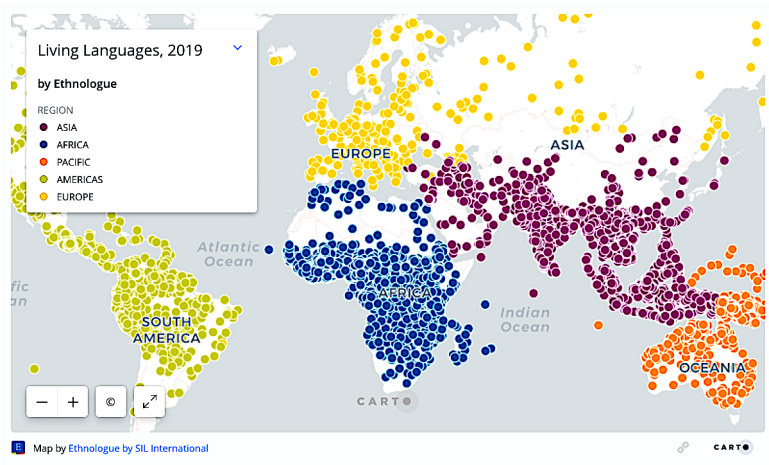 Living Languages, 2019
by Ethnologue
REGION
ASIA
AFRICA
PACIFIC
AMERICAS
EUROPE
EUROPE
ASIA
Atlantic
Ocean
AFRICA
Indian
Ocean
SOUTH
AMERICA
OCEANIA
©
CARTO
Map by Ethnologue by SIL International
CARTO